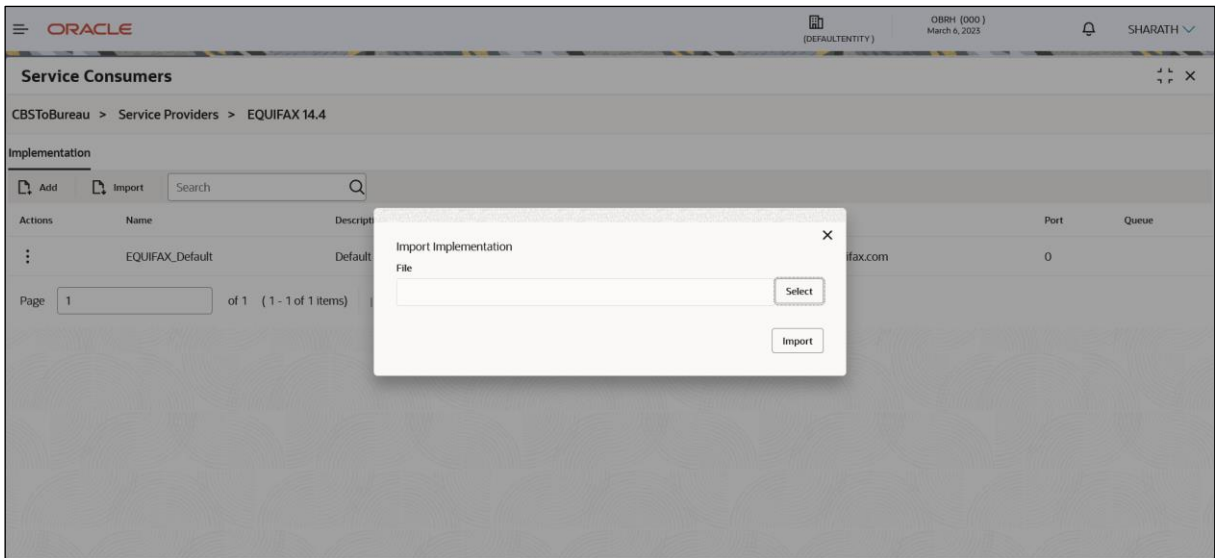 ORACLE
(DEFAULTENTITY)
OBRH (000)
March 6, 2023
SHARATH
Service Consumers
CBSToBureau > Service Providers > EQUIFAX 14.4
Implementation
Add Import Search
Actions Name Descripti Port Queue
EQUIFAX_Default Default ifax.com 0
Page 1 of 1 (1 - 1 of 1 items)
Import Implementation
File
Select
Import